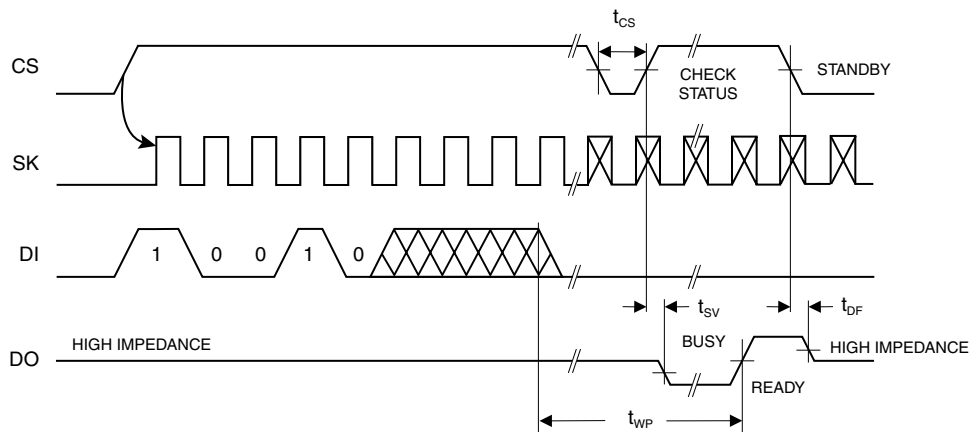 t_CS
CS
CHECK
STATUS
STANDBY
SK
DI
1 0 0 1 0
t_SV
t_DF
HIGH IMPEDANCE
BUSY
HIGH IMPEDANCE
DO
READY
t_WP